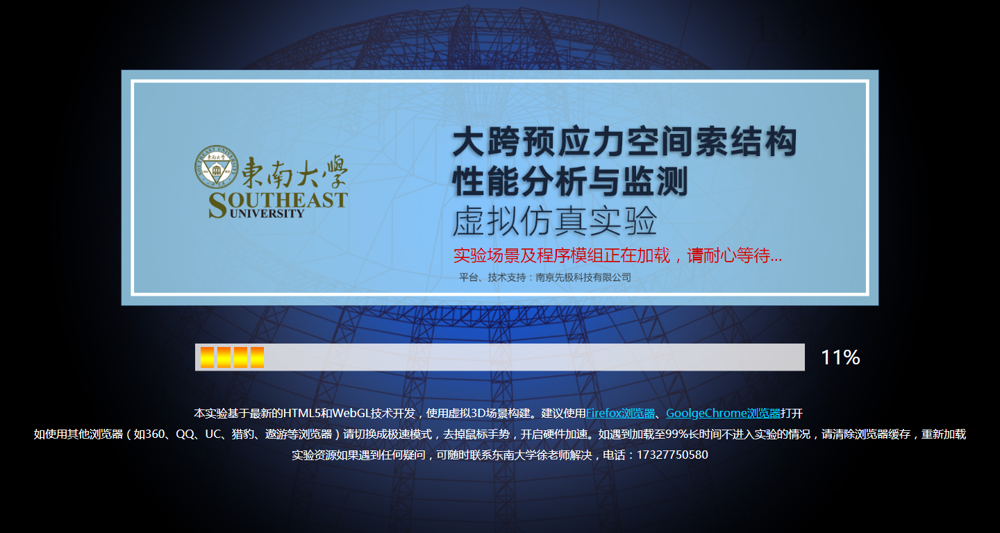 東南大學
SOUTHEAST
UNIVERSITY
大跨预应力空间索结构
性能分析与监测
虚拟仿真实验
实验场景及程序模组正在加载，请耐心等待...
平台、技术支持：南京先极科技有限公司
11%
本实验基于最新的HTML5和WebGL技术开发，使用虚拟3D场景构建。建议使用Firefox浏览器、GoolgeChrome浏览器打开
如使用其他浏览器（如360、QQ、UC、猎豹、遨游等浏览器）请切换成极速模式，去掉鼠标手势，开启硬件加速。如遇到加载至99%长时间不进入实验的情况，请清除浏览器缓存，重新加载
实验资源如果遇到任何疑问，可随时联系东南大学徐老师解决，电话：17327750580